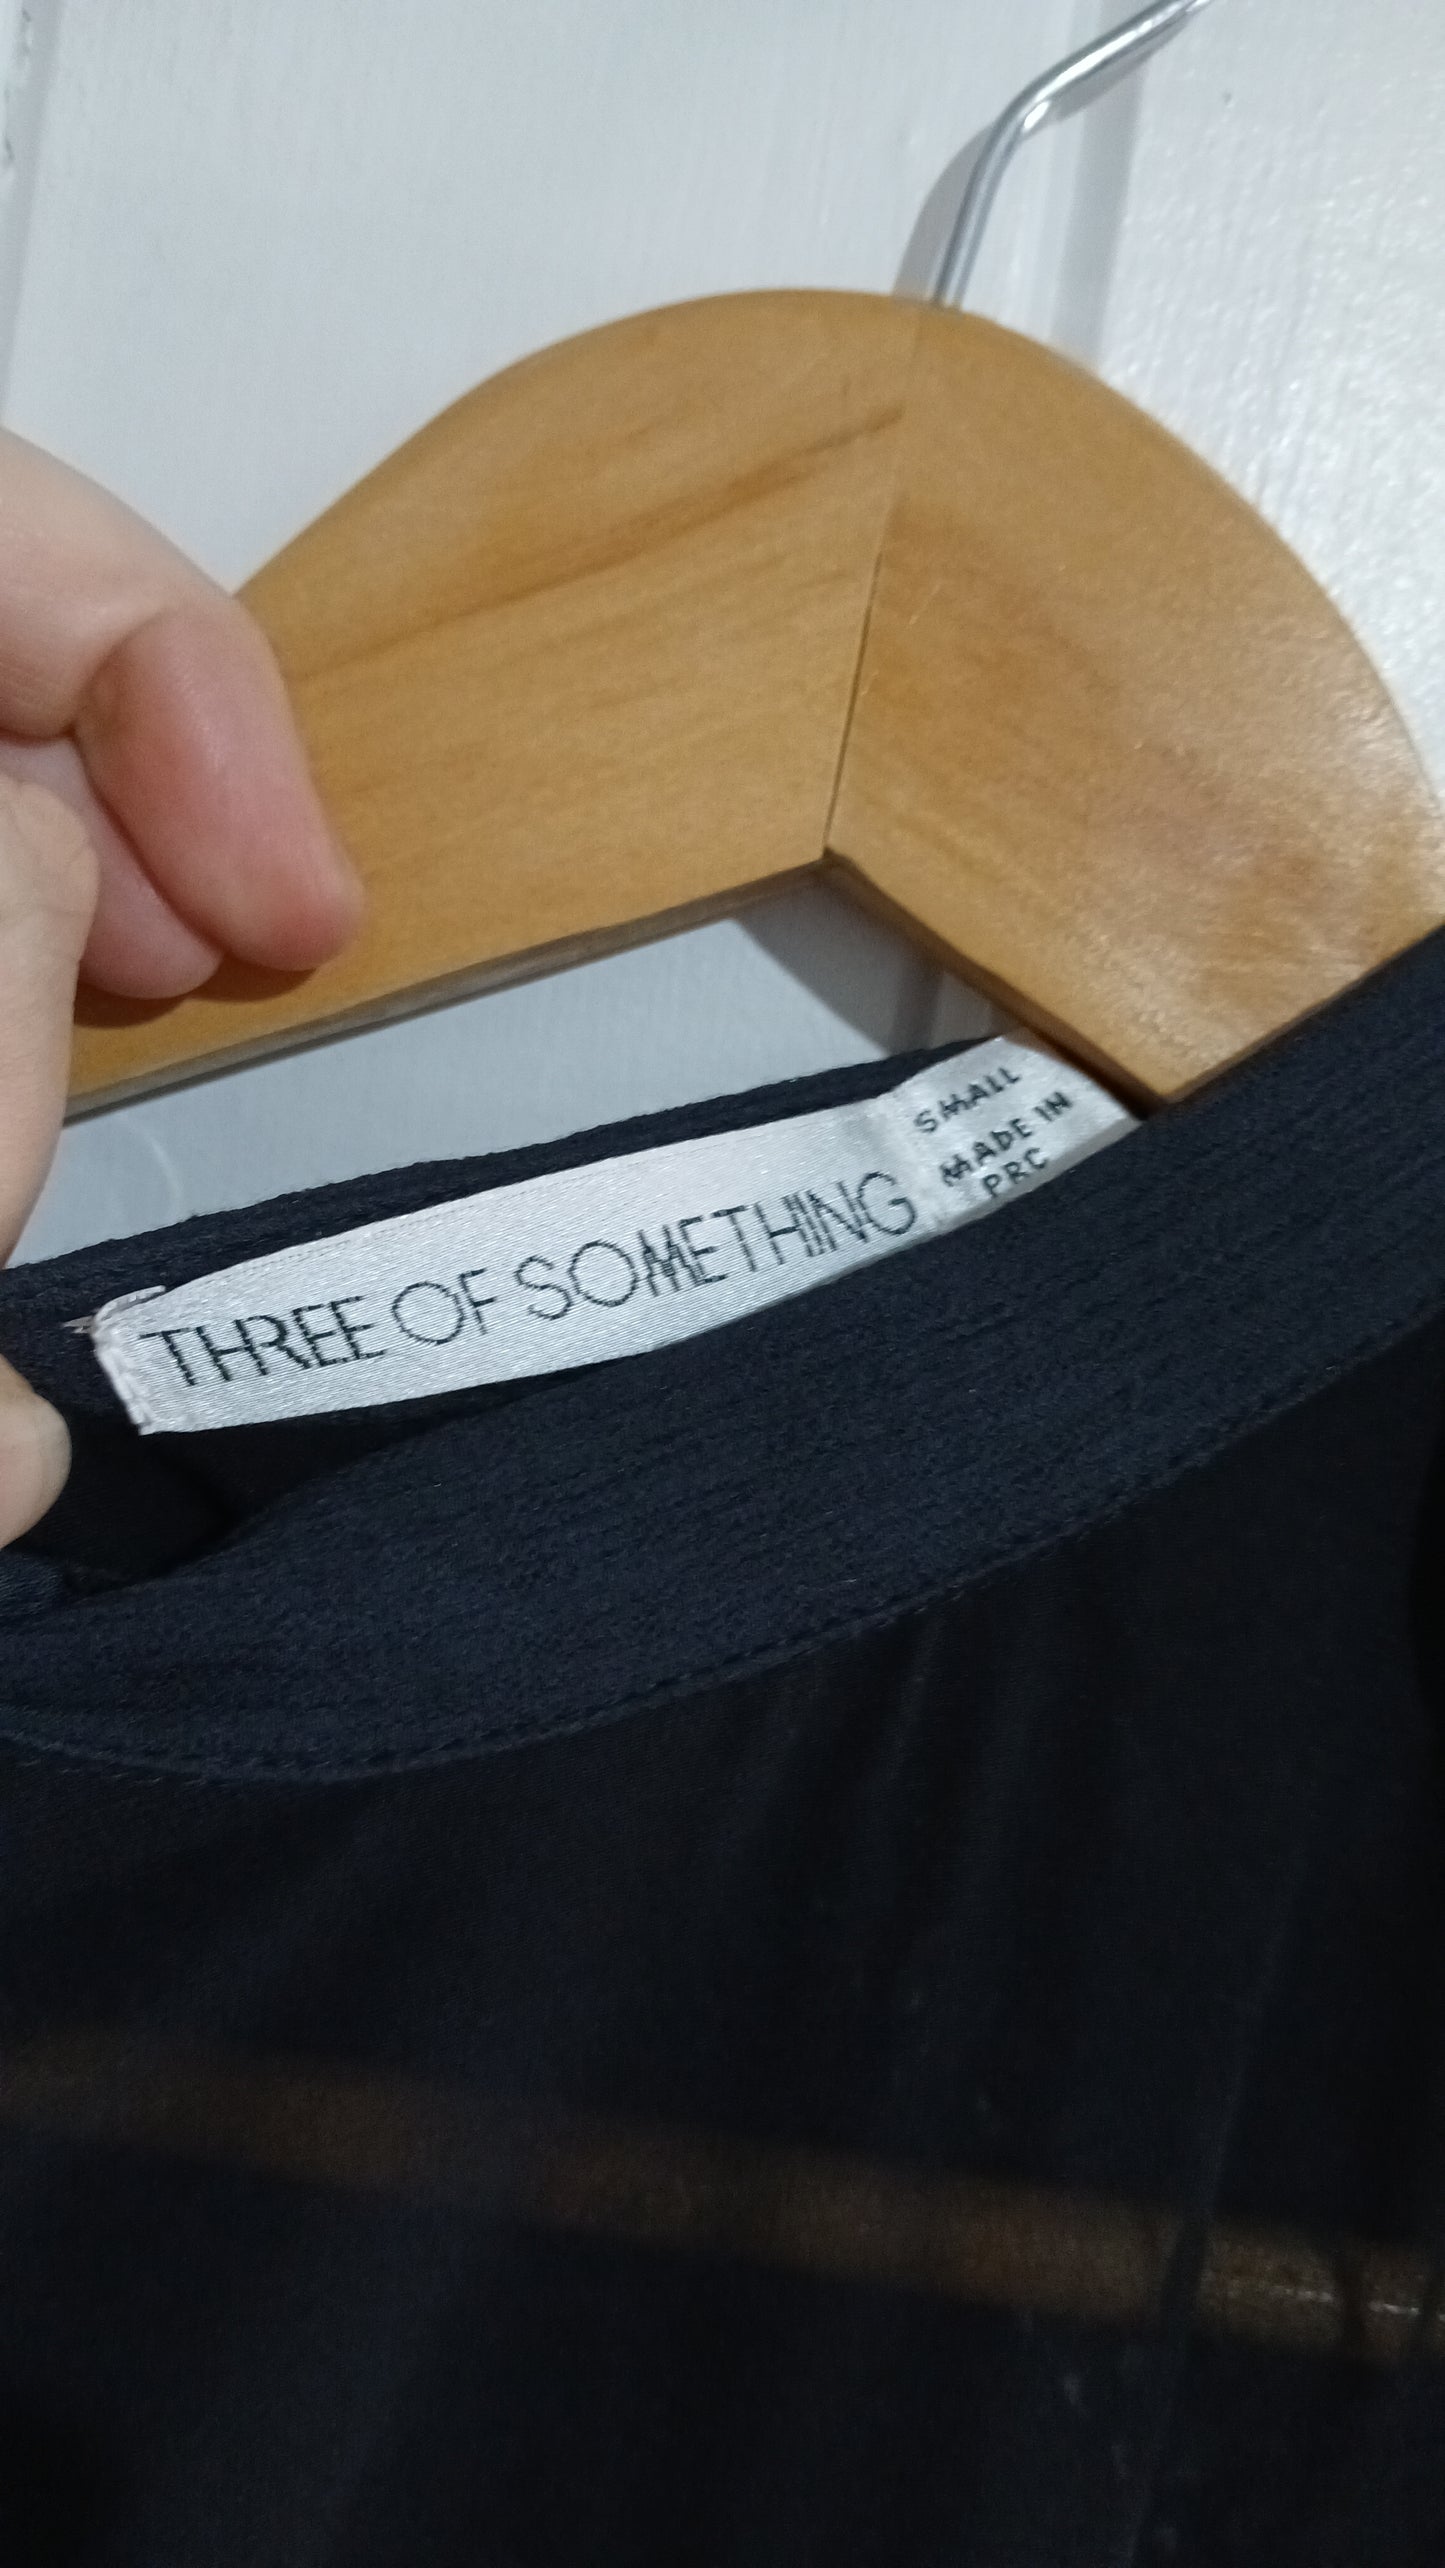 THREE OF SOMETHING
SMALL
MADE IN
PRC